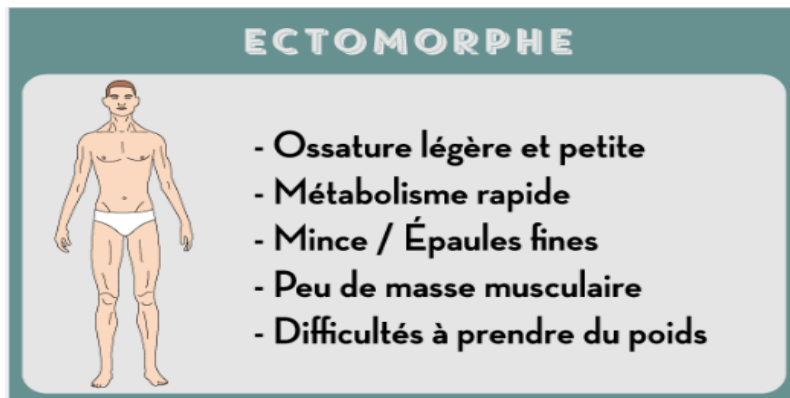 ECTOMORPHE
- Ossature légère et petite
- Métabolisme rapide
- Mince / Épaules fines
- Peu de masse musculaire
- Difficultés à prendre du poids